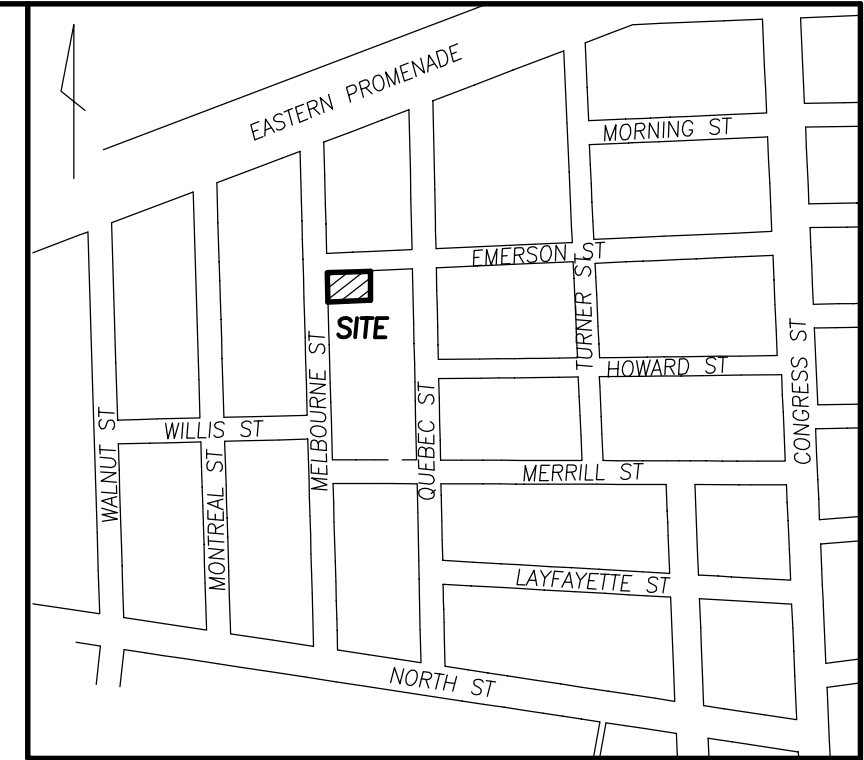 EASTERN PROMENADE
MORNING ST
EMERSON ST
TURNER ST
SITE
HOWARD ST
CONGRESS ST
MELBOURNE ST
QUEBEC ST
WALNUT ST
WILLIS ST
MONTREAL ST
MERRILL ST
LAYFAYETTE ST
NORTH ST